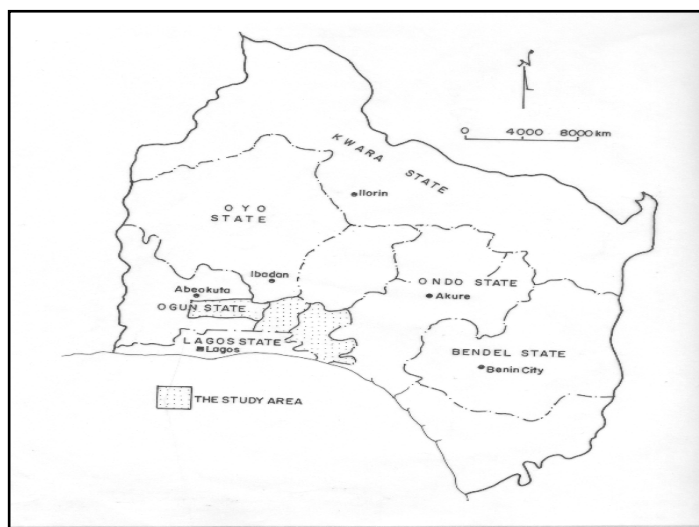 N
0 4000 8000 km
KWARA STATE
Ilorin
OYO
STATE
Ibadan
Abeokuta
OGUN STATE
ONDO STATE
Akure
LAGOS STATE
Lagos
BENDEL STATE
Benin City
THE STUDY AREA